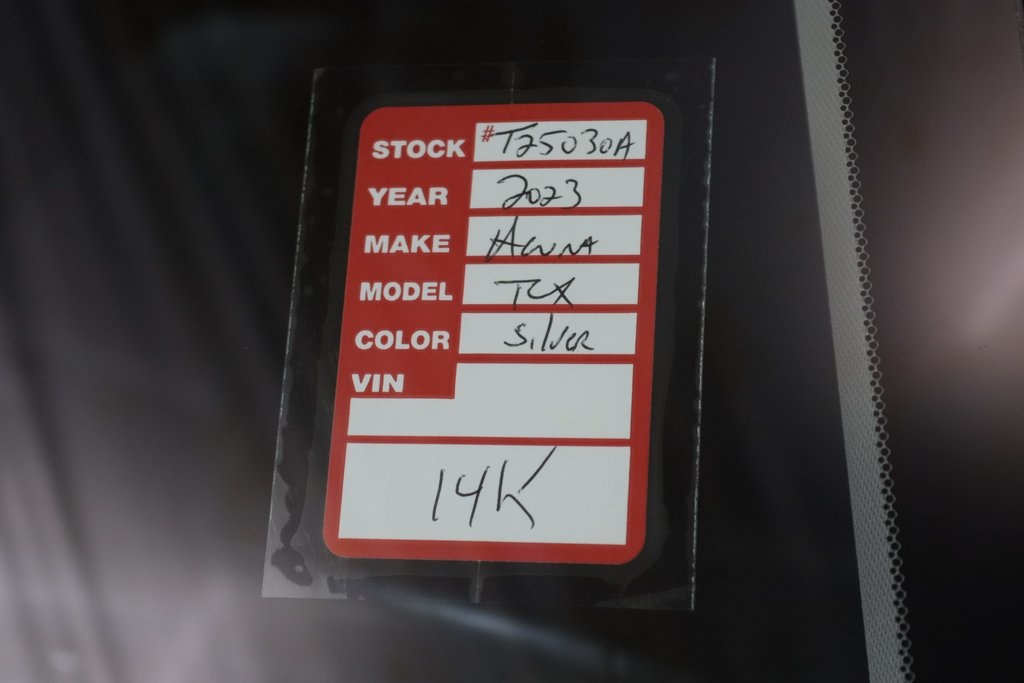 STOCK #T25030A
YEAR 2023
MAKE Acura
MODEL TLX
COLOR Silver
VIN
14K